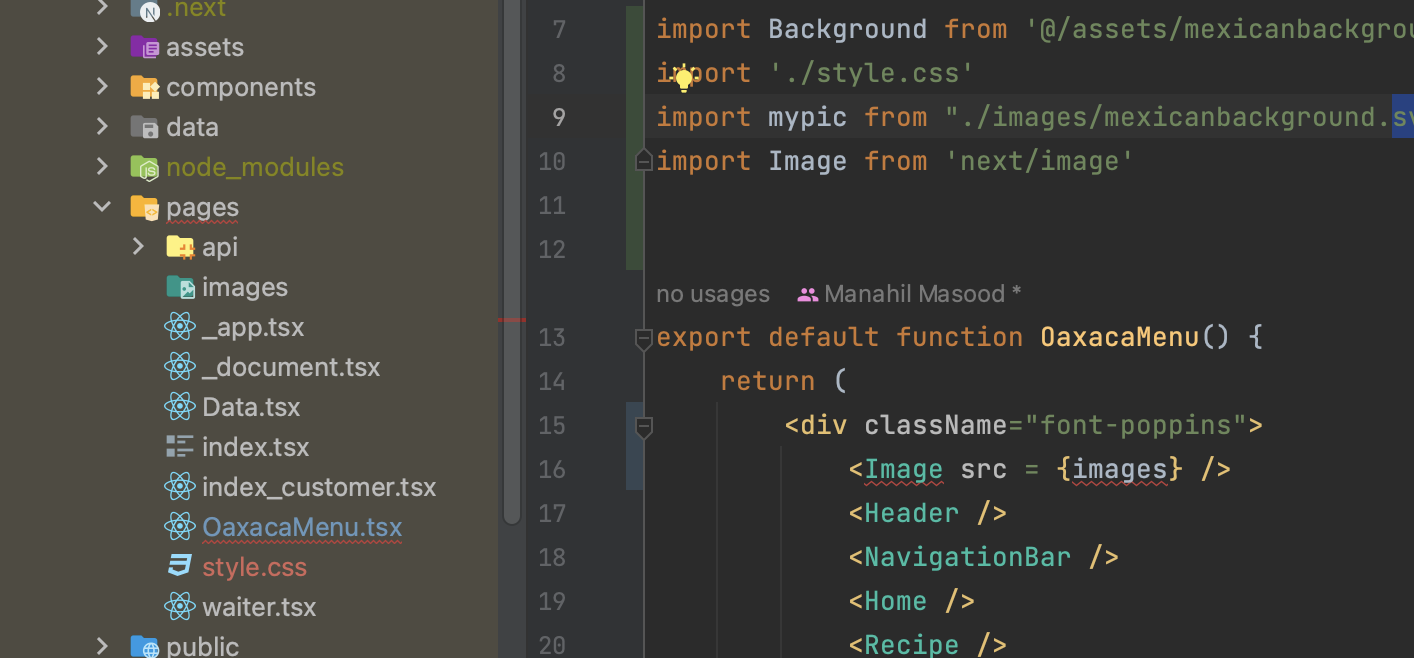 .next
assets
components
data
node_modules
pages
api
images
_app.tsx
_document.tsx
Data.tsx
index.tsx
index_customer.tsx
OaxacaMenu.tsx
style.css
waiter.tsx
public
7 import Background from '@/assets/mexicanbackgrou
8 import './style.css'
9 import mypic from "./images/mexicanbackground.sv
10 import Image from 'next/image'
11
12
no usages Manahil Masood *
13 export default function OaxacaMenu() {
14 return (
15 <div className="font-poppins">
16 <Image src = {images} />
17 <Header />
18 <NavigationBar />
19 <Home />
20 <Recipe />